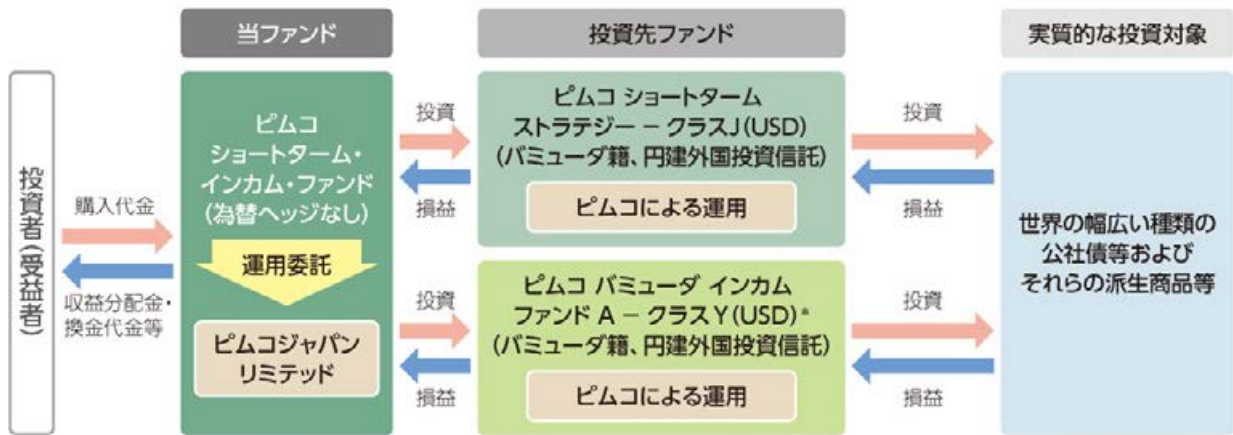 当ファンド
投資先ファンド
実質的な投資対象
投資者(受益者)
購入代金
収益分配金・
換金代金等
ピムコ
ショートターム・
インカム・ファンド
(為替ヘッジなし)
運用委託
ピムコジャパン
リミテッド
投資
損益
投資
損益
ピムコ ショートターム
ストラテジー − クラスJ(USD)
(バミューダ籍、円建外国投資信託)
ピムコによる運用
ピムコ バミューダ インカム
ファンド A − クラスY(USD)*
(バミューダ籍、円建外国投資信託)
ピムコによる運用
投資
損益
投資
損益
世界の幅広い種類の
公社債等および
それらの派生商品等